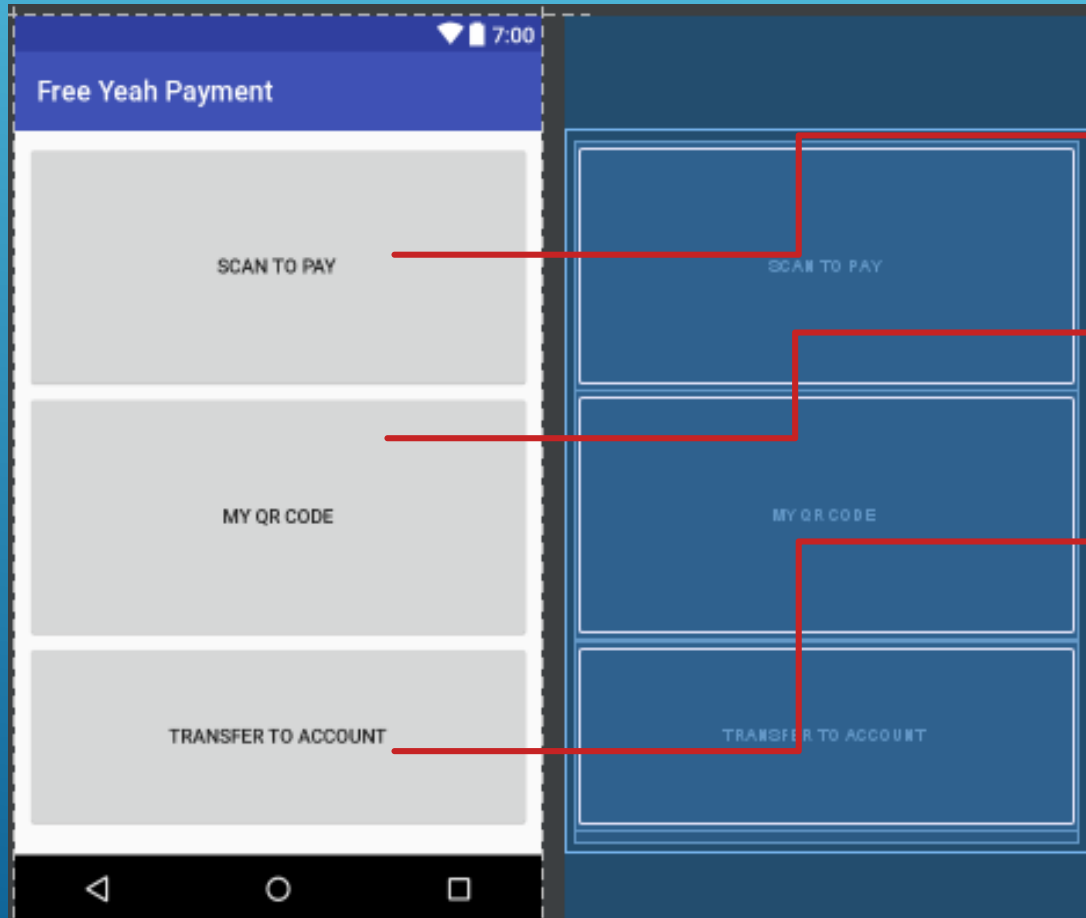 7:00
Free Yeah Payment
SCAN TO PAY
MY QR CODE
TRANSFER TO ACCOUNT
SCAN TO PAY
MY QR CODE
TRANSFER TO ACCOUNT